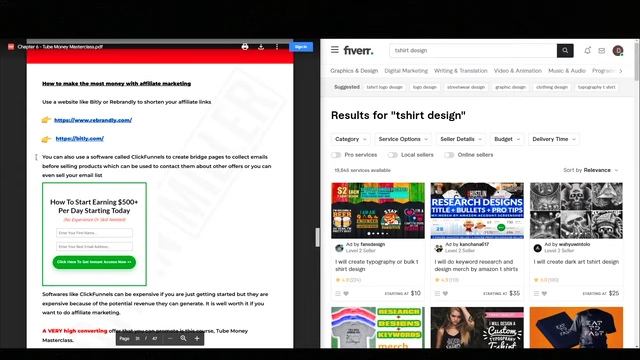 Chapter 6 - Tube Money Masterclass.pdf
Sign in
How to make the most money with affiliate marketing
Use a website like Bitly or Rebrandly to shorten your affiliate links
https://www.rebrandly.com/
https://bitly.com/
You can also use a software called ClickFunnels to create bridge pages to collect emails
before selling products which can be used to contact them about other offers or you can
even sell your email list
How To Start Earning $500+
Per Day Starting Today
(No Experience Or Skill Needed)
Enter Your First Name...
Enter Your Best Email Address...
Click Here To Get Instant Access Now >>
Softwares like ClickFunnels can be expensive if you are just getting started but they are
expensive because of the potential revenue they can generate. It is well worth it if you
want to do affiliate marketing.
A VERY high converting offer that you can promote is this course, Tube Money
Masterclass.
Page 31 / 47
fiverr.
tshirt design
D
Graphics & Design Digital Marketing Writing & Translation Video & Animation Music & Audio Programm
Suggested tshirt logo design logo design streetwear design graphic design clothing design typography t shirt
Results for "tshirt design"
Category Service Options Seller Details Budget Delivery Time
Pro services Local sellers Online sellers
services available
Sort by Relevance
Ad by
Level 2 Seller
I will create typography or bulk t
shirt design
STARTING AT $10
HUSTLIN
RESEARCH DESIGNS
TITLE + BULLETS + PRO TIPS
Ad by kanchana617
Level 2 Seller
I will do keyword research and
design merch by amazon t shirts
STARTING AT $35
Ad by wahyuwintolo
I will create dark art tshirt design
STARTING AT $25
RESEARCH
DESIGNS
KEYWORDS
merch